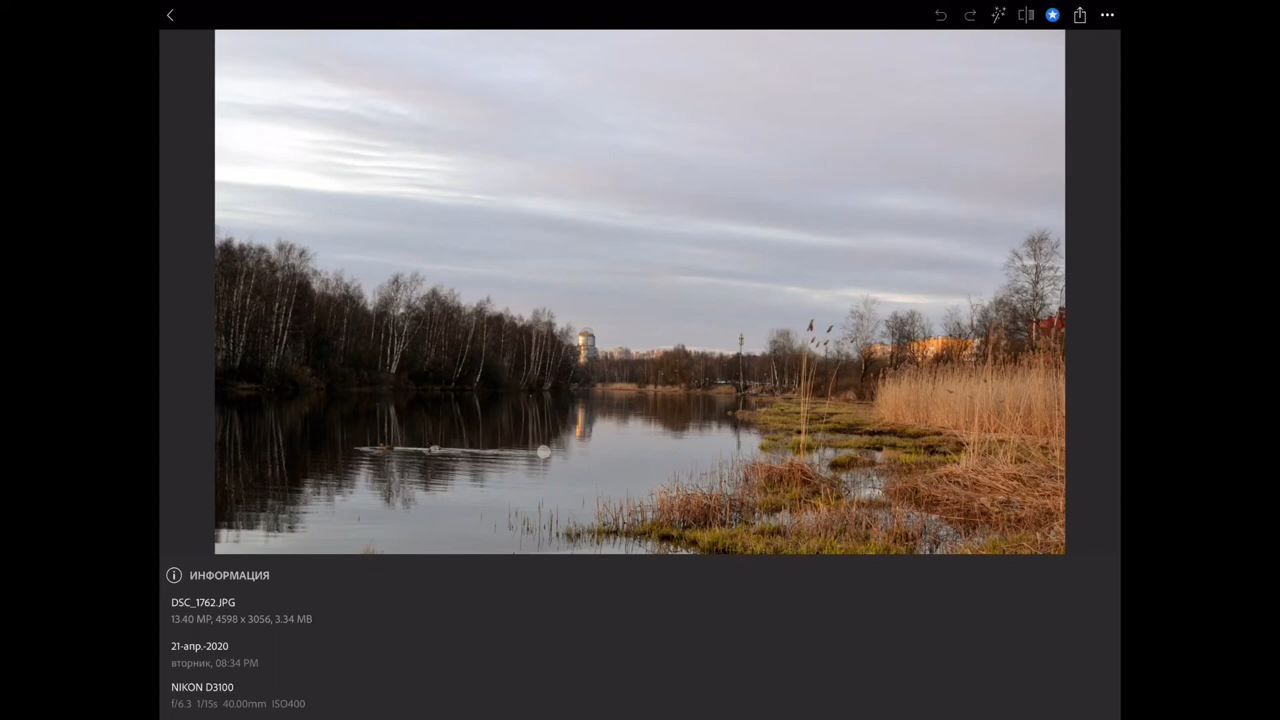 ИНФОРМАЦИЯ
DSC_1762.JPG
13.40 MP, 4598 x 3056, 3.34 MB
21-апр.-2020
вторник, 08:34 PM
NIKON D3100
f/6.3 1/15s 40.00mm ISO400